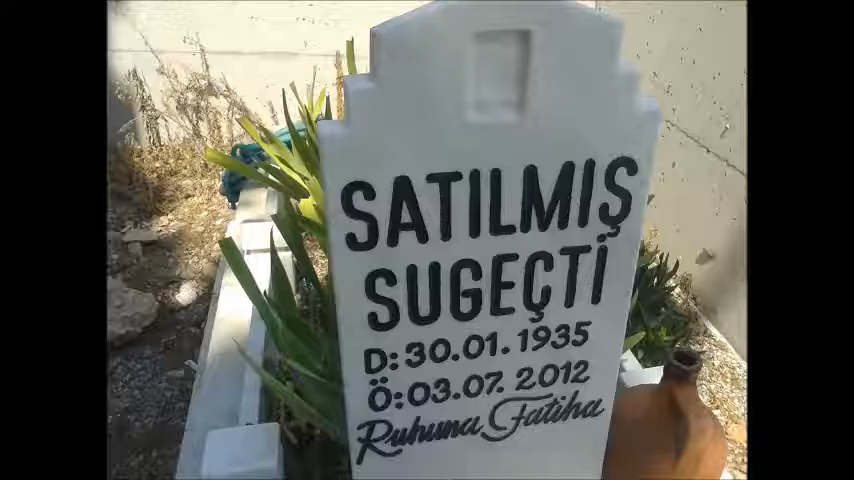 SATILMIŞ
SUGEÇTİ
D:30.01.1935
Ö:03.07.2012
Ruhuna Fatiha